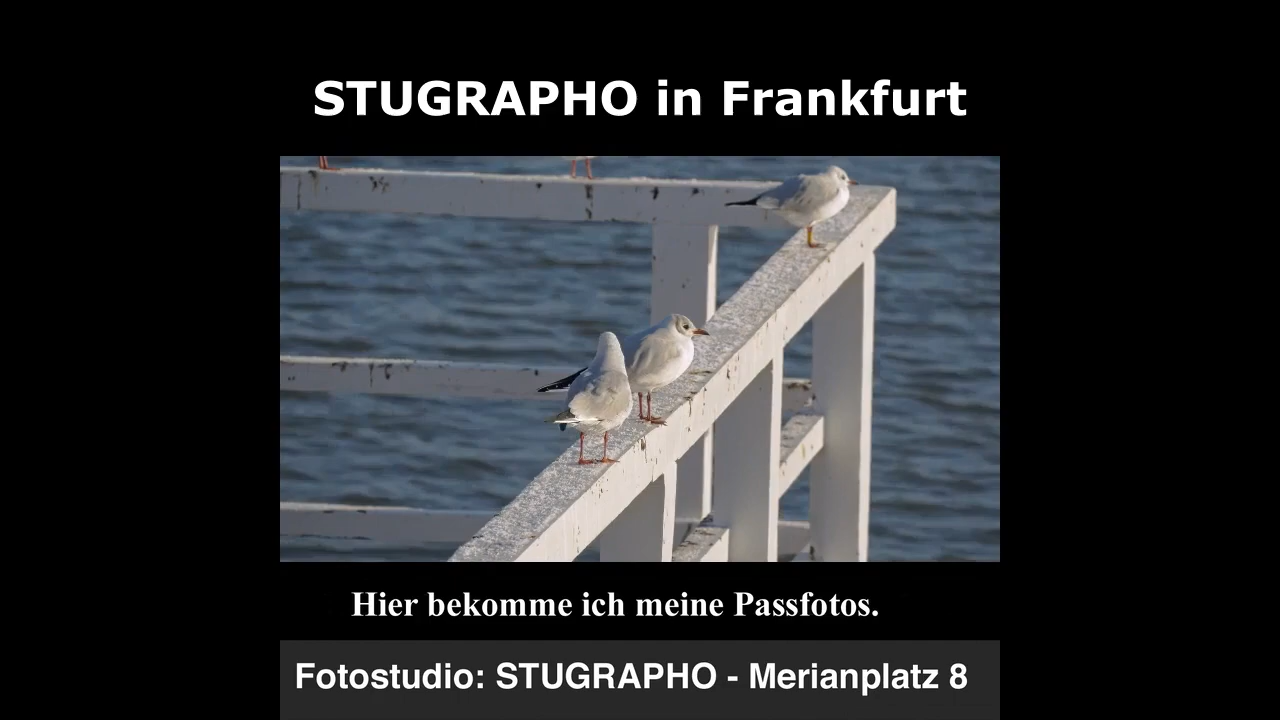 STUGRAPHO in Frankfurt
Hier bekomme ich meine Passfotos.
Fotostudio: STUGRAPHO - Merianplatz 8